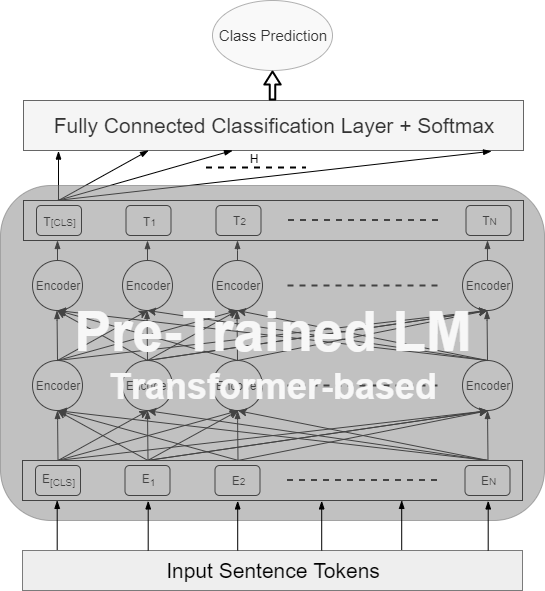 Class Prediction
Fully Connected Classification Layer + Softmax
H
T[CLS] T1 T2 TN
Encoder Encoder Encoder Encoder
Pre-Trained LM
Encoder Encoder Encoder Encoder
Transformer-based
E[CLS] E1 E2 EN
Input Sentence Tokens